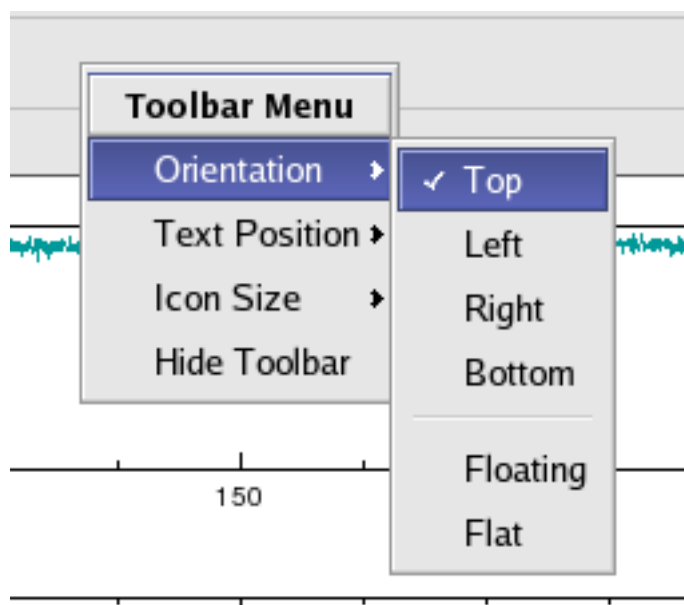 Toolbar Menu
Orientation
Text Position
Icon Size
Hide Toolbar
✓ Top
Left
Right
Bottom
Floating
Flat
150